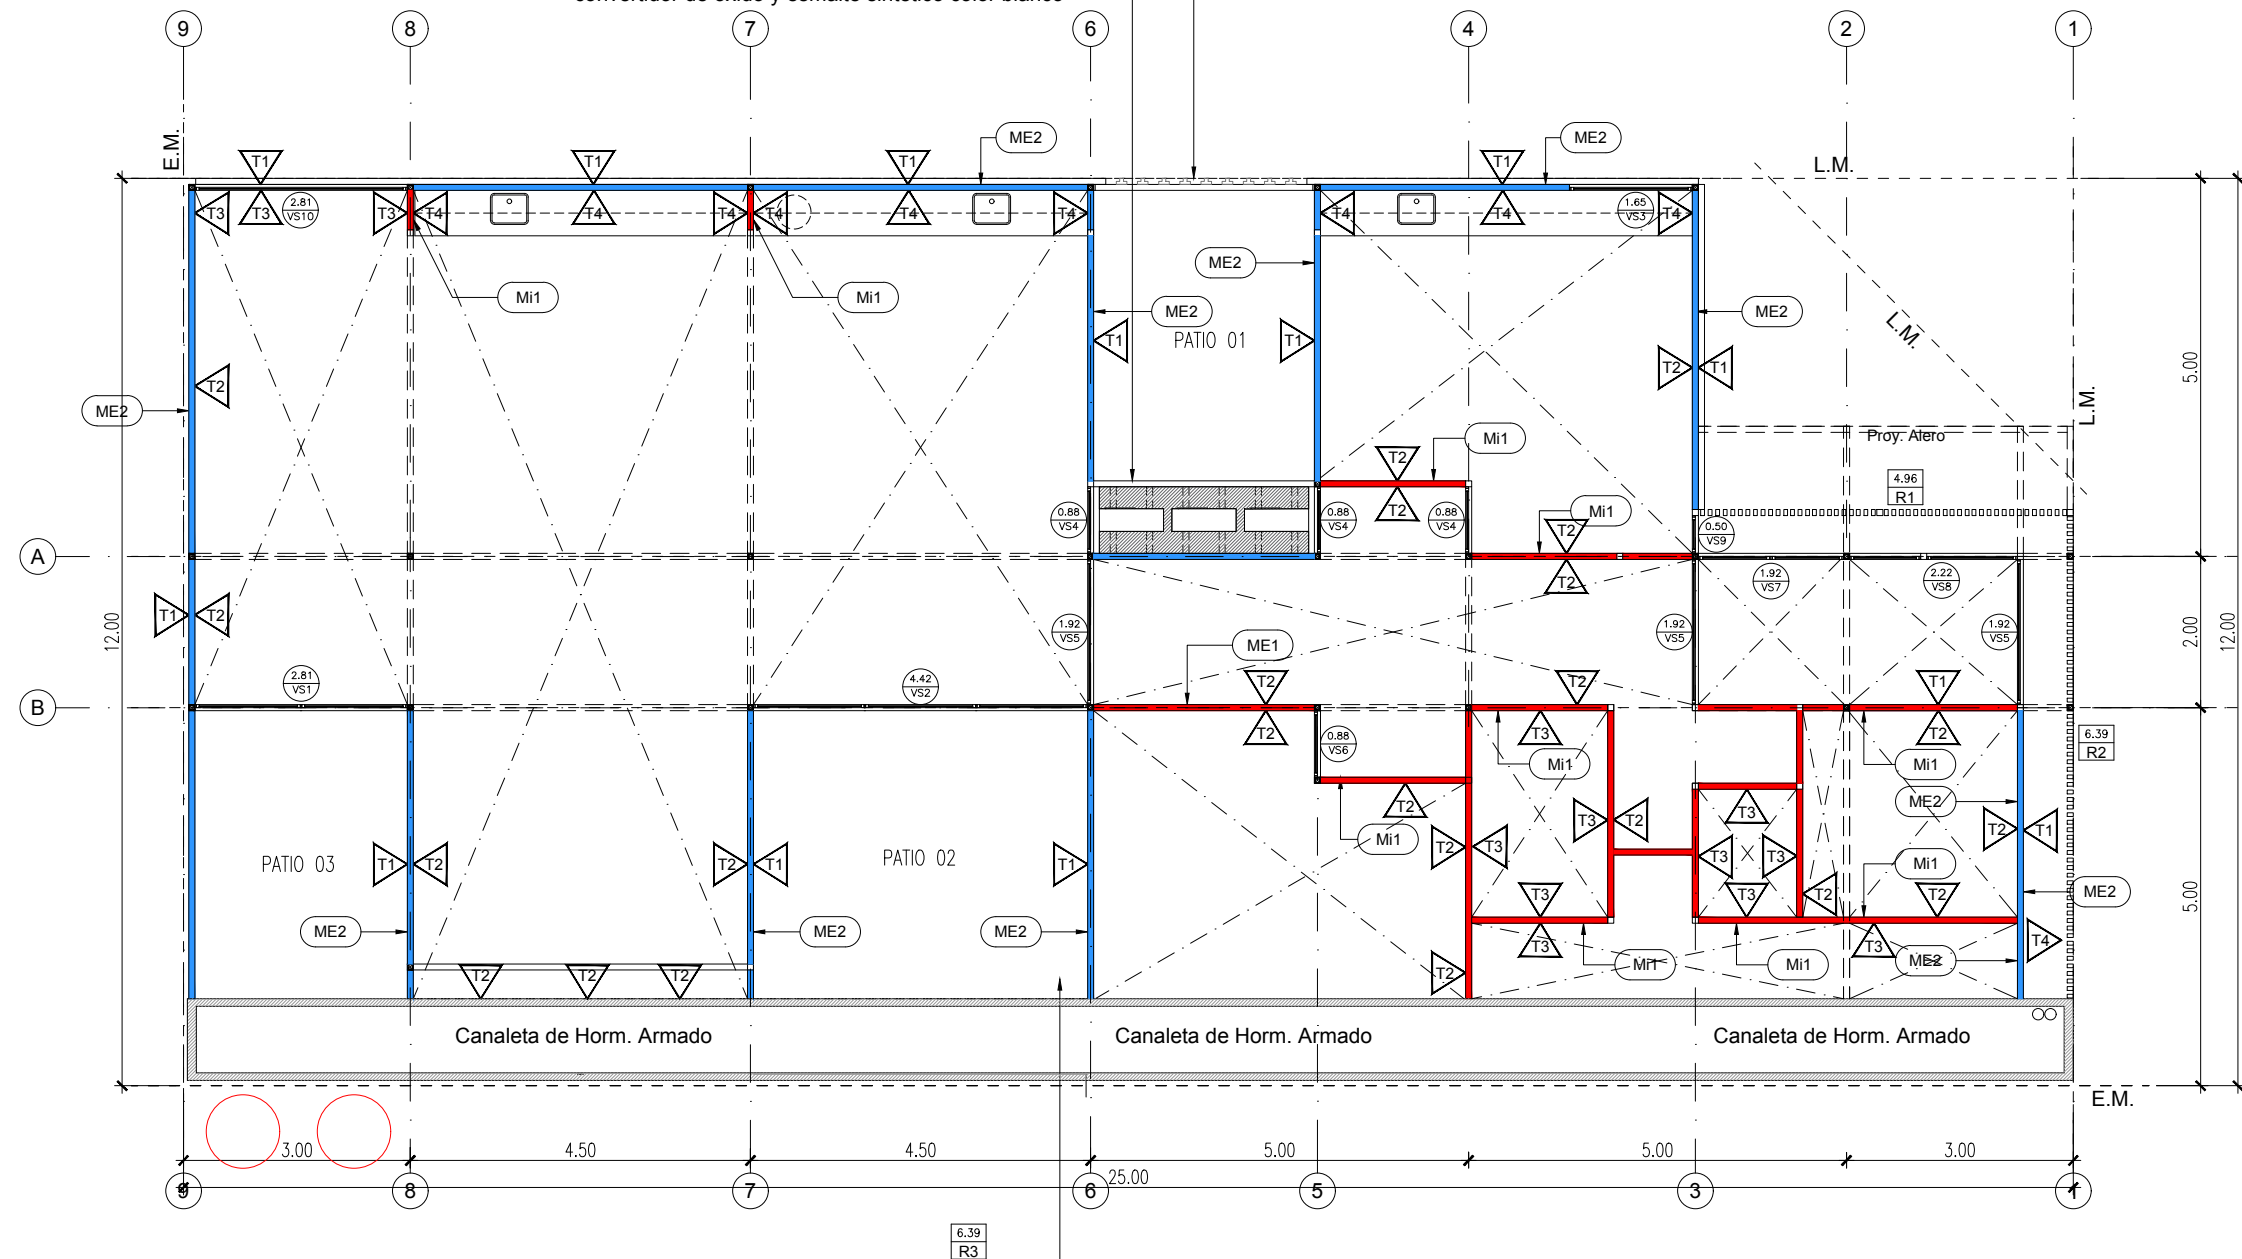 9
8
7
6
4
2
1
E.M.
L.M.
ME2
ME2
T1
T1
T1
T1
T3
T3
2.81
VS10
T3
T4
T4
T4
T4
T4
T4
T4
T4
1.65
VS3
T4
Mi1
Mi1
ME2
ME2
ME2
T1
T1
PATIO 01
L.M.
5.00
T2
T2
T1
ME2
L.M.
Proy. Alero
T2
Mi1
4.96
R1
T2
0.88
VS4
0.88
VS4
0.88
VS4
Mi1
T2
0.50
VS9
A
T2
1.92
VS7
2.22
VS8
12.00
T1
T2
1.92
VS5
1.92
VS5
1.92
VS5
2.00
12.00
ME1
2.81
VS1
4.42
VS2
T2
T2
T1
B
T2
T3
T2
0.88
VS6
Mi1
Mi1
6.39
R2
T2
T3
ME2
Mi1
T3
T2
T2
T1
PATIO 03
T1
T2
T2
T1
PATIO 02
T1
T2
T3
T3
T3
Mi1
T3
T3
T2
T2
ME2
5.00
ME2
ME2
ME2
T3
T3
T4
T2
T2
T2
T2
Mi1
Mi1
ME2
Canaleta de Horm. Armado
Canaleta de Horm. Armado
Canaleta de Horm. Armado
E.M.
3.00
4.50
4.50
5.00
5.00
3.00
25.00
9
8
7
6
5
3
1
6.39
R3